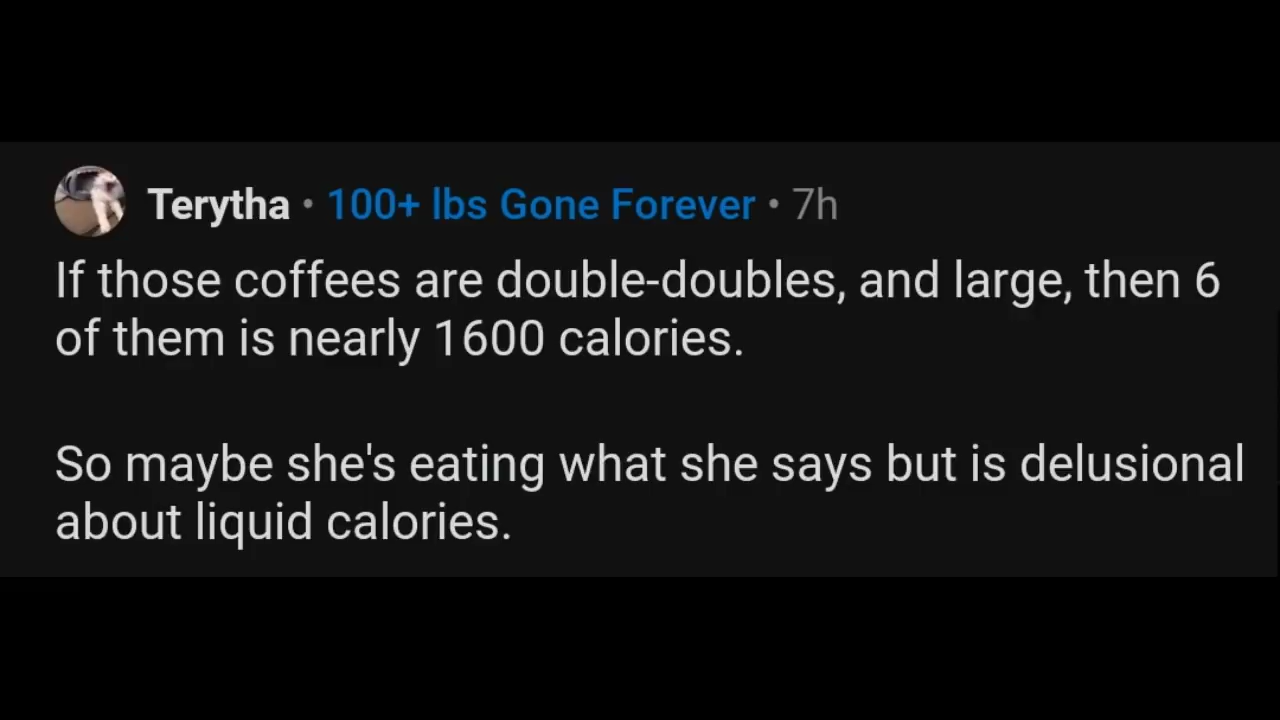 Terytha • 100+ lbs Gone Forever • 7h
If those coffees are double-doubles, and large, then 6
of them is nearly 1600 calories.
So maybe she's eating what she says but is delusional
about liquid calories.